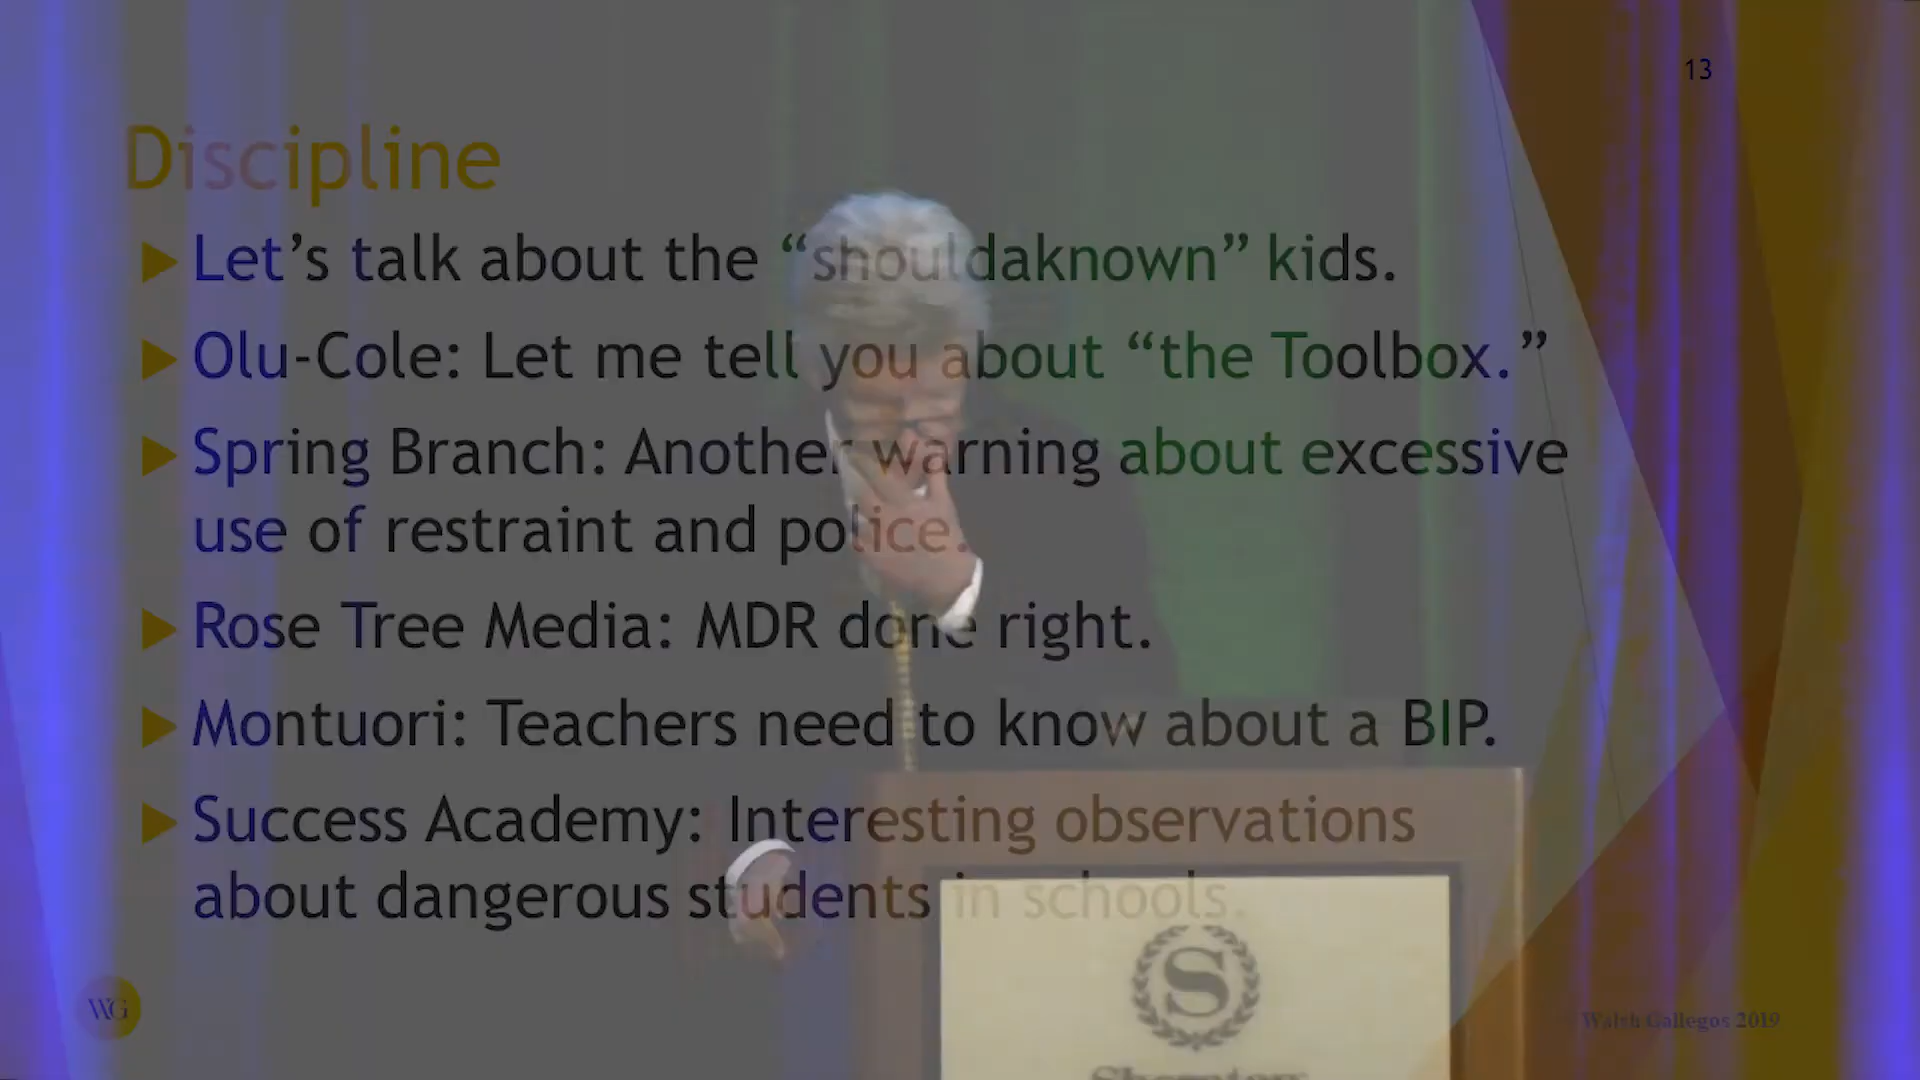 13
Discipline
Let’s talk about the “shouldaknown” kids.
Olu-Cole: Let me tell you about “the Toolbox.”
Spring Branch: Another warning about excessive
use of restraint and police.
Rose Tree Media: MDR done right.
Montuori: Teachers need to know about a BIP.
Success Academy: Interesting observations
about dangerous students in schools.
S
Sheraton
WG
Walsh Gallegos 2019